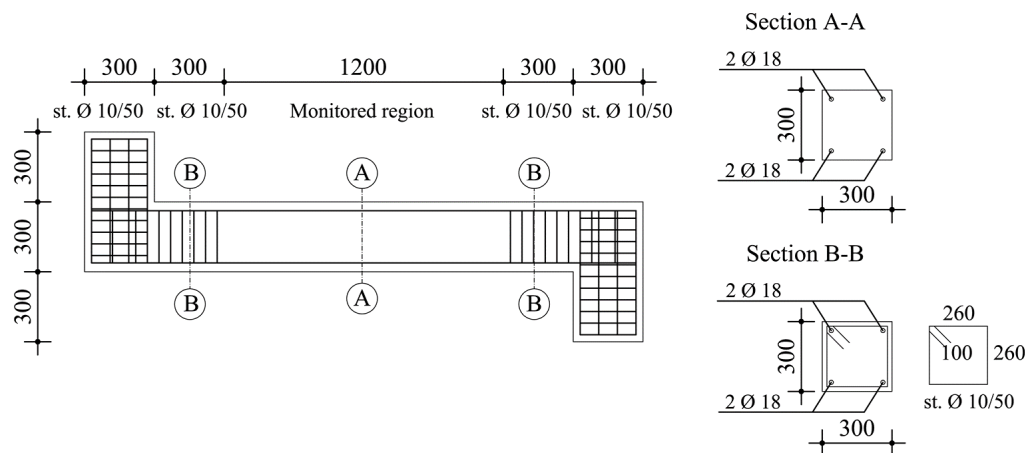 300 300 1200 300 300
st. Ø 10/50 st. Ø 10/50 Monitored region st. Ø 10/50 st. Ø 10/50
300
300
300
B A B
B A B
Section A-A
2 Ø 18
300
2 Ø 18
300
Section B-B
2 Ø 18
300
2 Ø 18
300
260
100 260
st. Ø 10/50